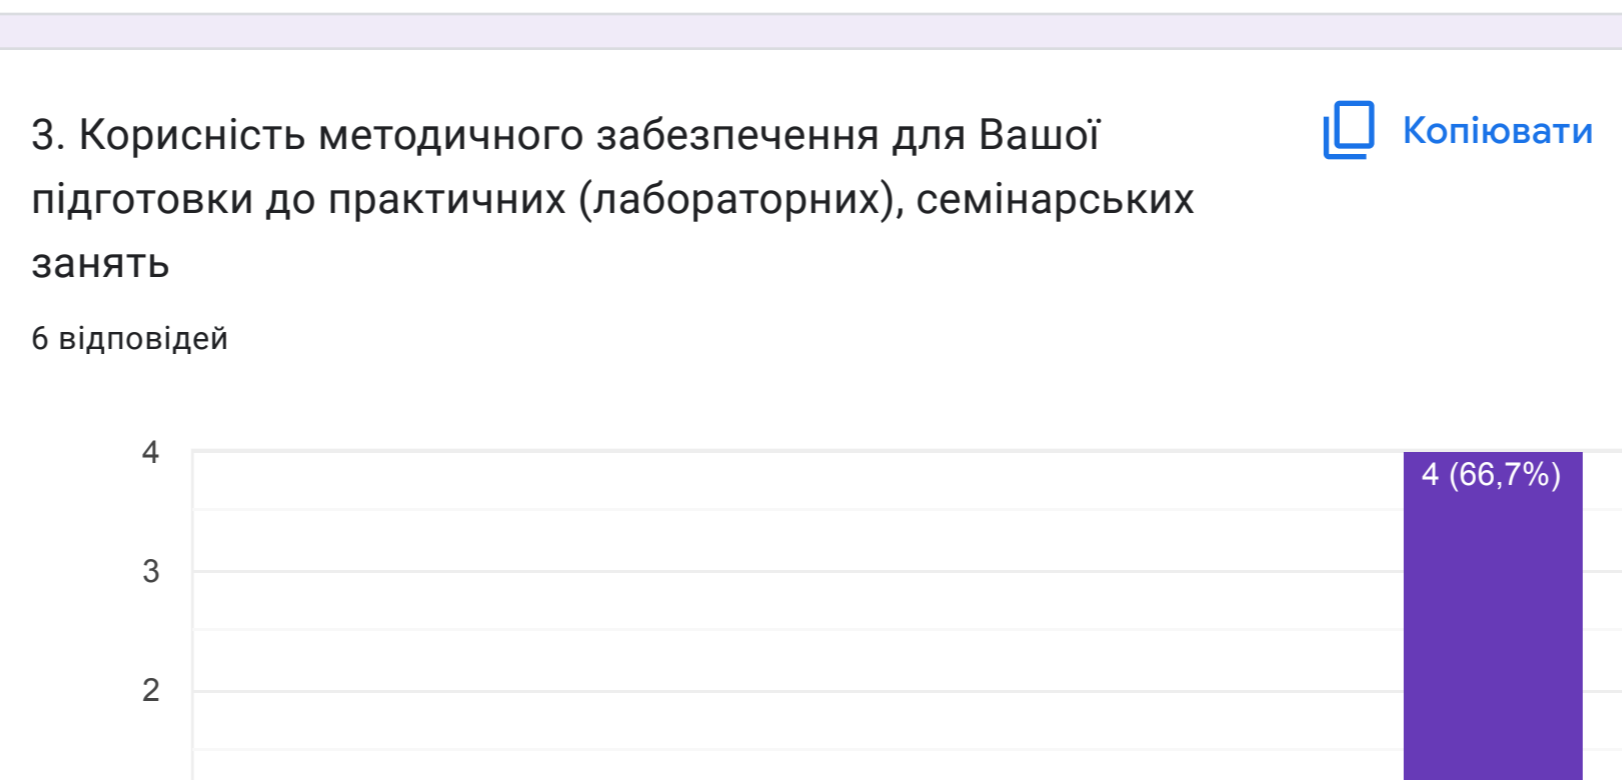 3. Корисність методичного забезпечення для Вашої
підготовки до практичних (лабораторних), семінарських
занять
Копіювати
6 відповідей
4
4 (66,7%)
3
2